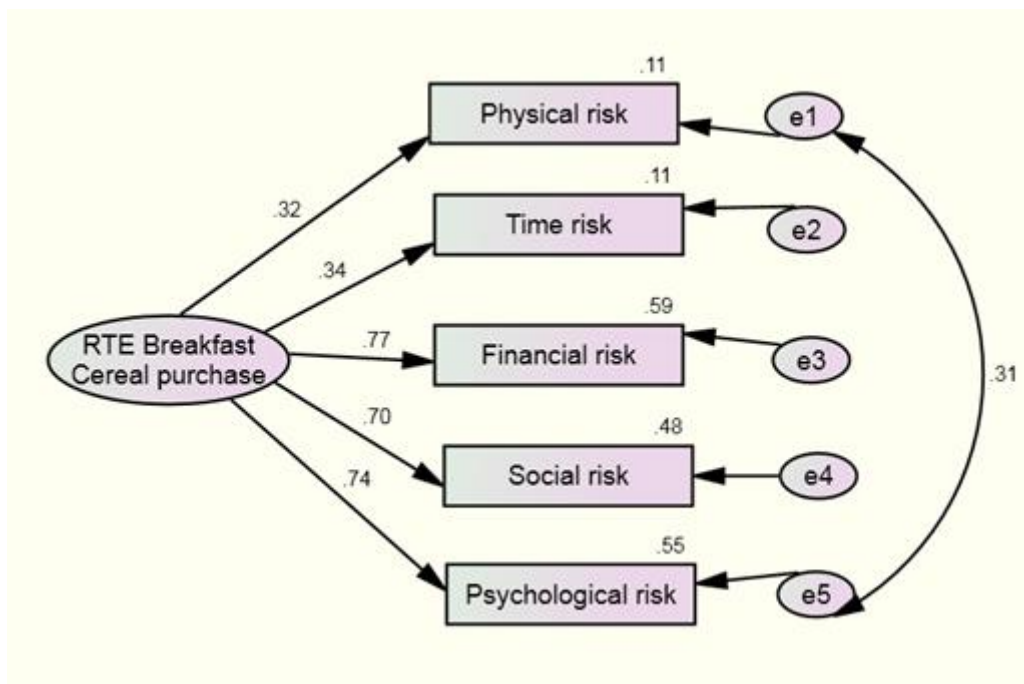 .11
Physical risk
e1
.32
.11
Time risk
e2
.34
.59
RTE Breakfast
Cereal purchase
.77
Financial risk
e3
.31
.70
.48
Social risk
e4
.74
.55
Psychological risk
e5